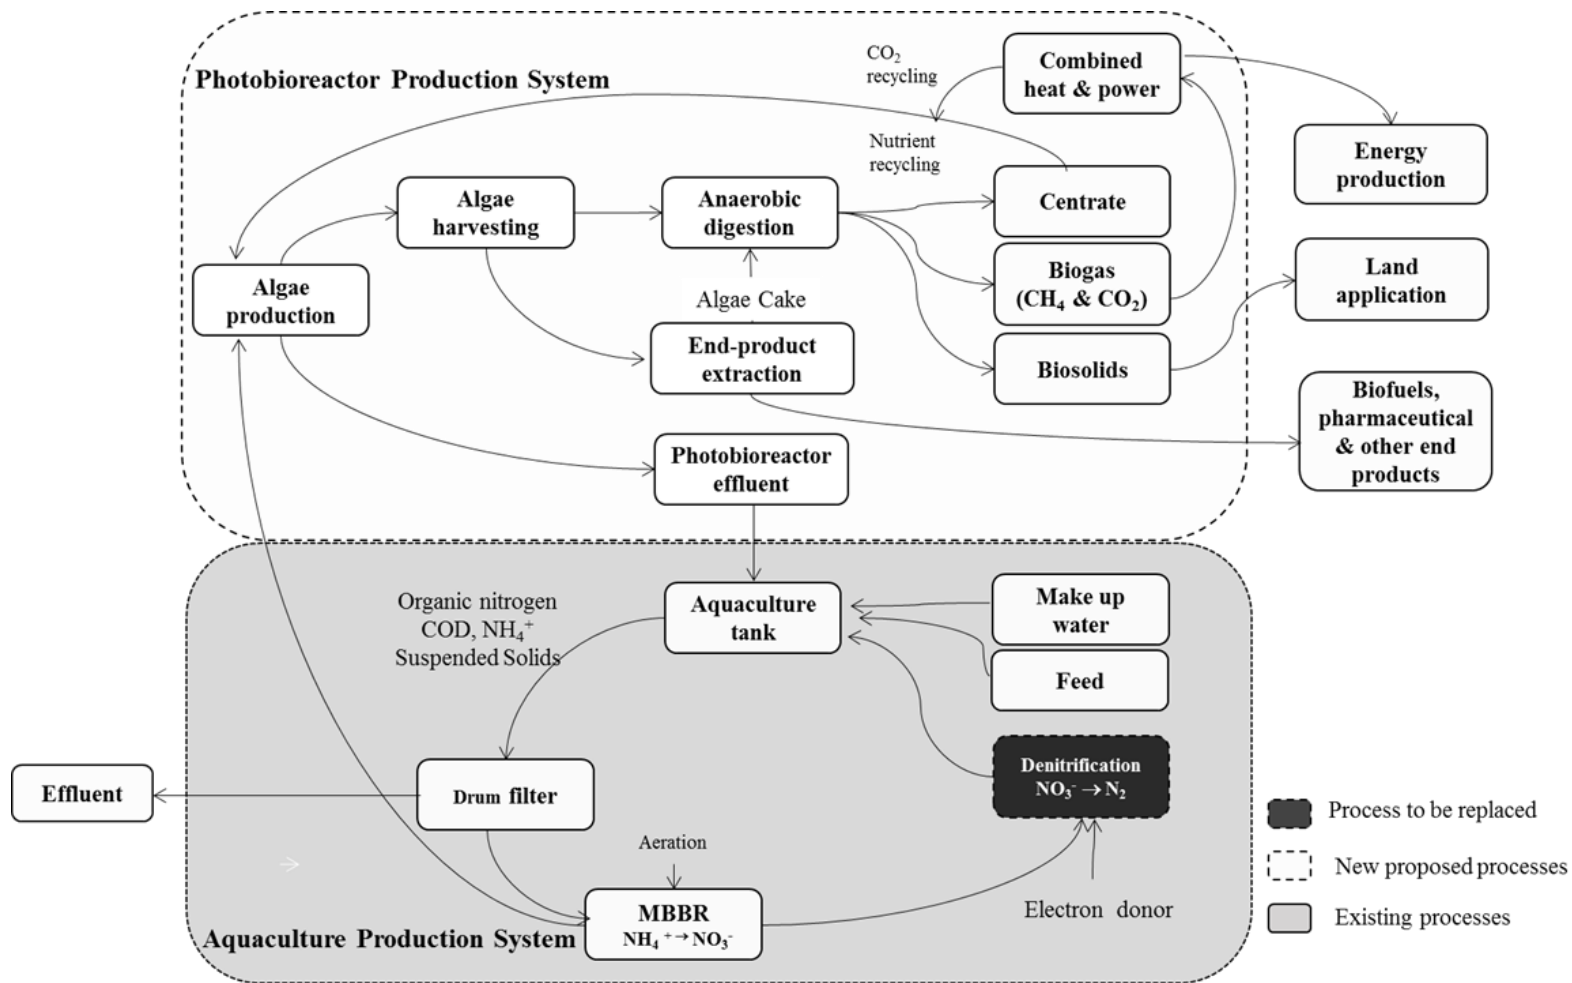 Photobioreactor Production System
CO₂
recycling
Nutrient
recycling
Combined
heat & power
Energy
production
Algae
harvesting
Anaerobic
digestion
Centrate
Algae
production
Algae Cake
Biogas
(CH₄ & CO₂)
Land
application
End-product
extraction
Biosolids
Biofuels,
pharmaceutical
& other end
products
Photobioreactor
effluent
Organic nitrogen
COD, NH₄⁺
Suspended Solids
Aquaculture
tank
Make up
water
Feed
Effluent
Drum filter
Denitrification
NO₃⁻ → N₂
Aeration
MBBR
NH₄⁺→NO₃⁻
Electron donor
Aquaculture Production System
Process to be replaced
New proposed processes
Existing processes